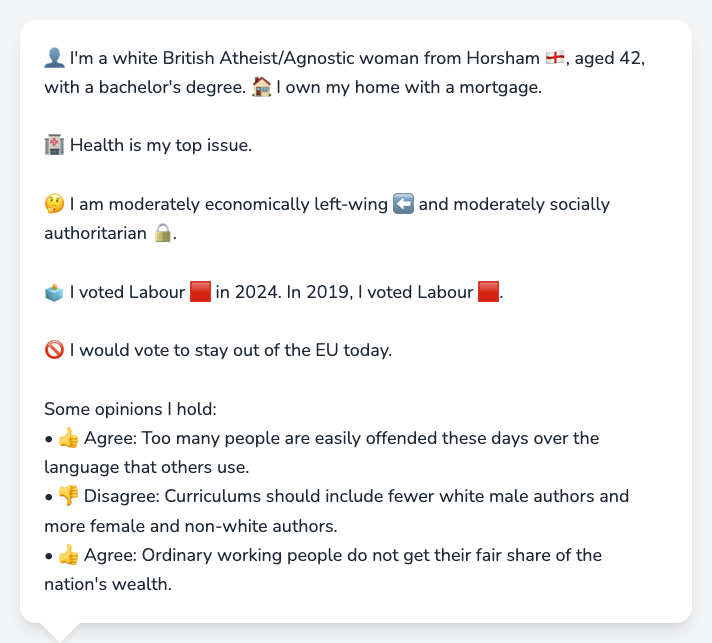 👤 I'm a white British Atheist/Agnostic woman from Horsham 🏴󠁧󠁢󠁥󠁮󠁧󠁿, aged 42,
with a bachelor's degree. 🏠 I own my home with a mortgage.
🏥 Health is my top issue.
🤔 I am moderately economically left-wing ⬅️ and moderately socially
authoritarian 🔒.
🗳️ I voted Labour 🟥 in 2024. In 2019, I voted Labour 🟥.
🚫 I would vote to stay out of the EU today.
Some opinions I hold:
• 👍 Agree: Too many people are easily offended these days over the
language that others use.
• 👎 Disagree: Curriculums should include fewer white male authors and
more female and non-white authors.
• 👍 Agree: Ordinary working people do not get their fair share of the
nation's wealth.